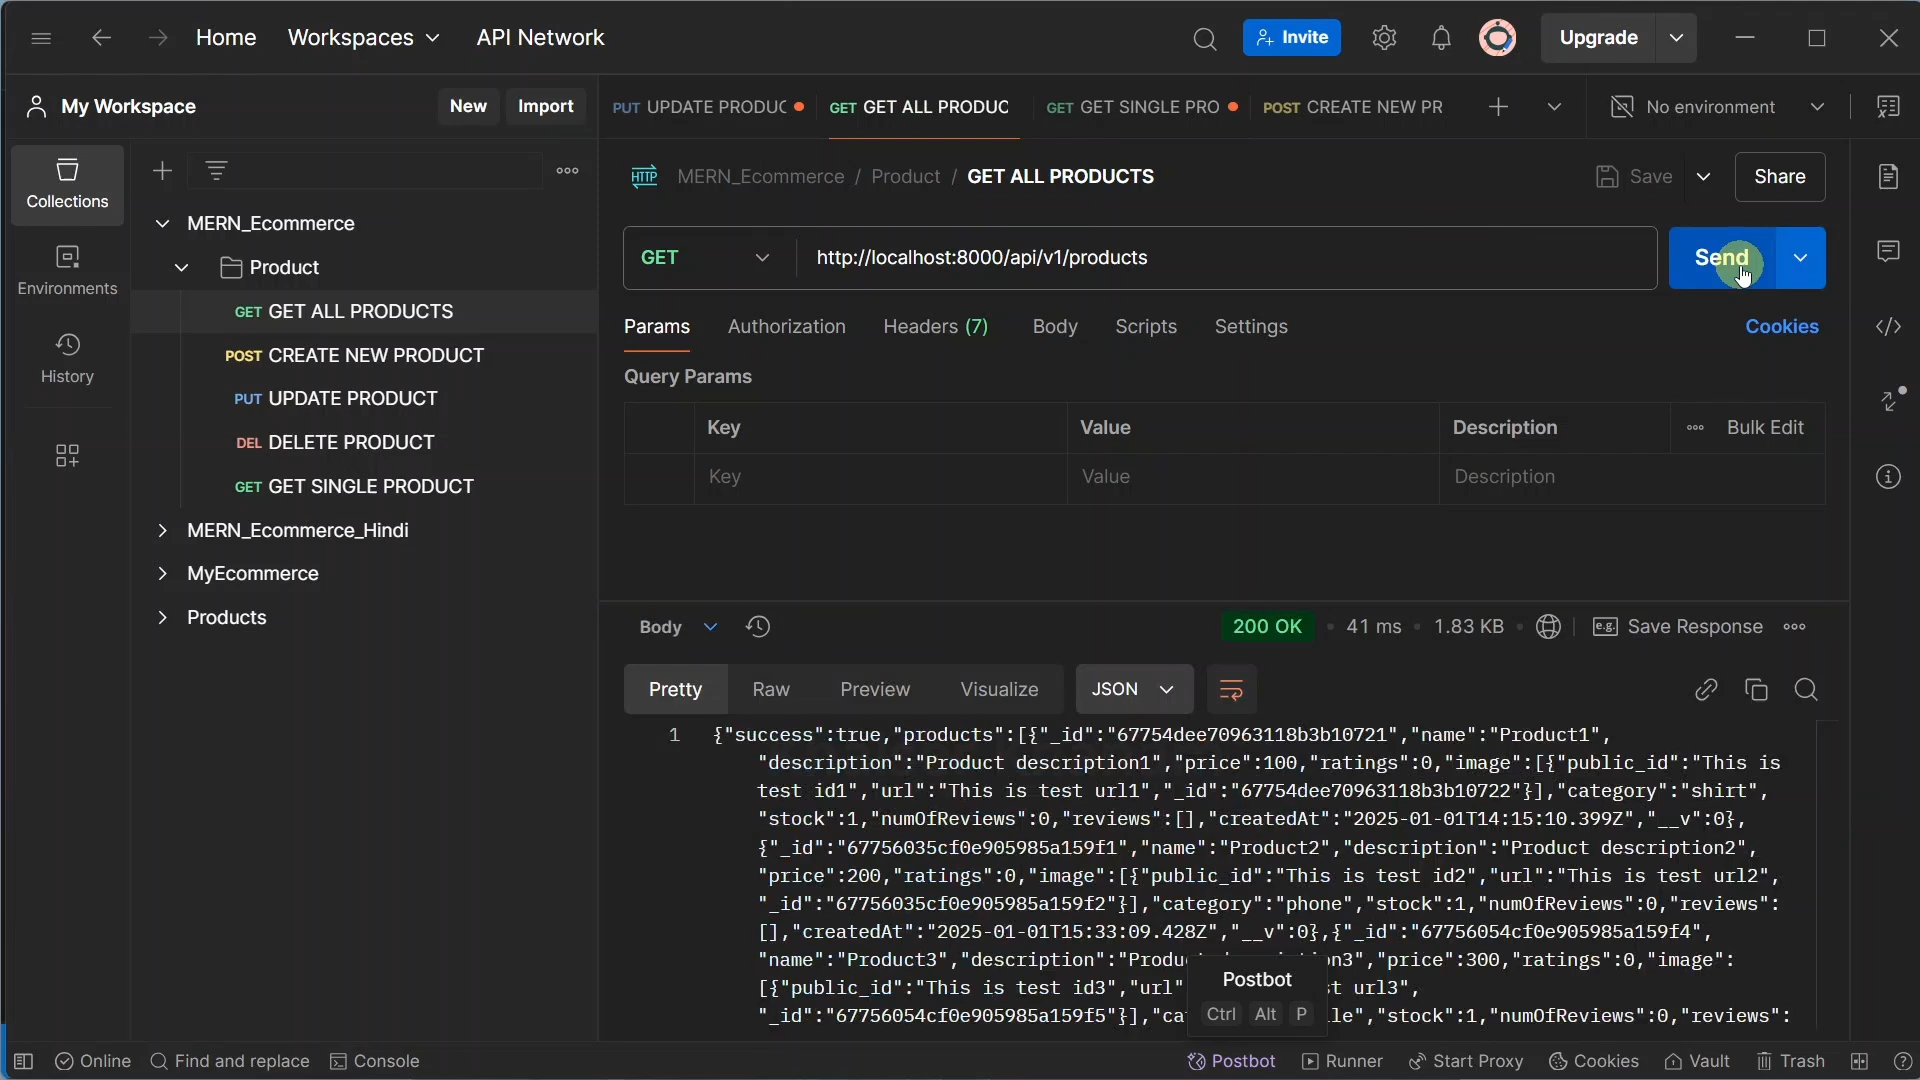 Home Workspaces API Network Invite Upgrade
My Workspace New Import PUT UPDATE PRODUC GET GET ALL PRODUC GET GET SINGLE PRO POST CREATE NEW PR No environment
Collections
Environments
History
MERN_Ecommerce
Product
GET GET ALL PRODUCTS
POST CREATE NEW PRODUCT
PUT UPDATE PRODUCT
DEL DELETE PRODUCT
GET GET SINGLE PRODUCT
MERN_Ecommerce_Hindi
MyEcommerce
Products
HTTP MERN_Ecommerce / Product / GET ALL PRODUCTS Save Share
GET http://localhost:8000/api/v1/products Send
Params Authorization Headers (7) Body Scripts Settings Cookies
Query Params
Key Value Description Bulk Edit
Key Value Description
Body 200 OK 41 ms 1.83 KB e.g. Save Response
Pretty Raw Preview Visualize JSON
1 {"success":true,"products":[{"_id":"67754dee70963118b3b10721","name":"Product1",
"description":"Product description1","price":100,"ratings":0,"image":[{"public_id":"This is
test id1","url":"This is test url1","_id":"67754dee70963118b3b10722"}],"category":"shirt",
"stock":1,"numOfReviews":0,"reviews":[],"createdAt":"2025-01-01T14:15:10.399Z","__v":0},
{"_id":"67756035cf0e905985a159f1","name":"Product2","description":"Product description2",
"price":200,"ratings":0,"image":[{"public_id":"This is test id2","url":"This is test url2",
"_id":"67756035cf0e905985a159f2"}],"category":"phone","stock":1,"numOfReviews":0,"reviews":
[],"createdAt":"2025-01-01T15:33:09.428Z","__v":0},{"_id":"67756054cf0e905985a159f4",
"name":"Product3","description":"Produ n3","price":300,"ratings":0,"image":
[{"public_id":"This is test id3","url" st url3",
"_id":"67756054cf0e905985a159f5"}],"ca le","stock":1,"numOfReviews":0,"reviews":
Postbot
Ctrl Alt P
Online Find and replace Console Postbot Runner Start Proxy Cookies Vault Trash